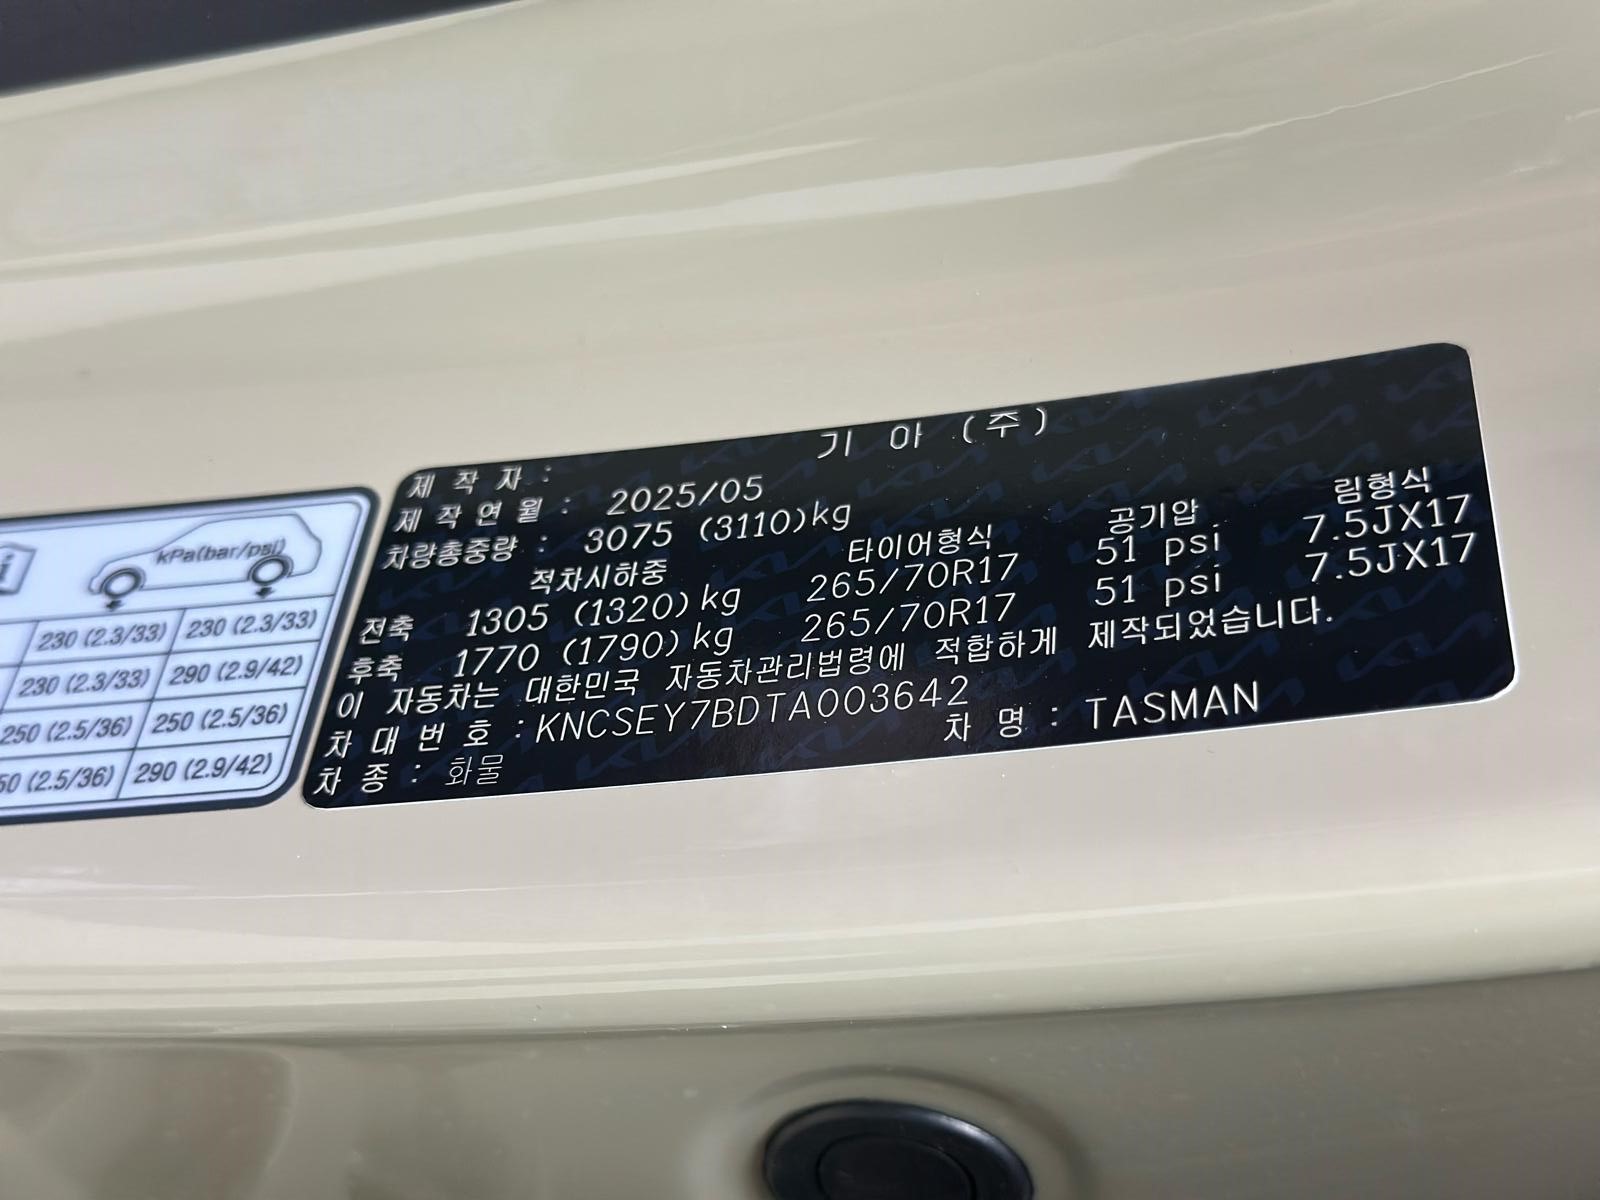 kPa(bar/psi)
230 (2.3/33) 230 (2.3/33)
230 (2.3/33) 290 (2.9/42)
250 (2.5/36) 250 (2.5/36)
(2.5/36) 290 (2.9/42)
제 작 자 : 기 아 (주)
제 작 연 월 : 2025/05
차량총중량 : 3075 (3110)kg
적차시하중 타이어형식 공기압 림형식
전축 1305 (1320)kg 265/70R17 51 psi 7.5JX17
후축 1770 (1790)kg 265/70R17 51 psi 7.5JX17
이 자동차는 대한민국 자동차관리법령에 적합하게 제작되었습니다.
차 대 번 호 : KNCSEY7BDTA003642
차 종 : 화물 차 명 : TASMAN